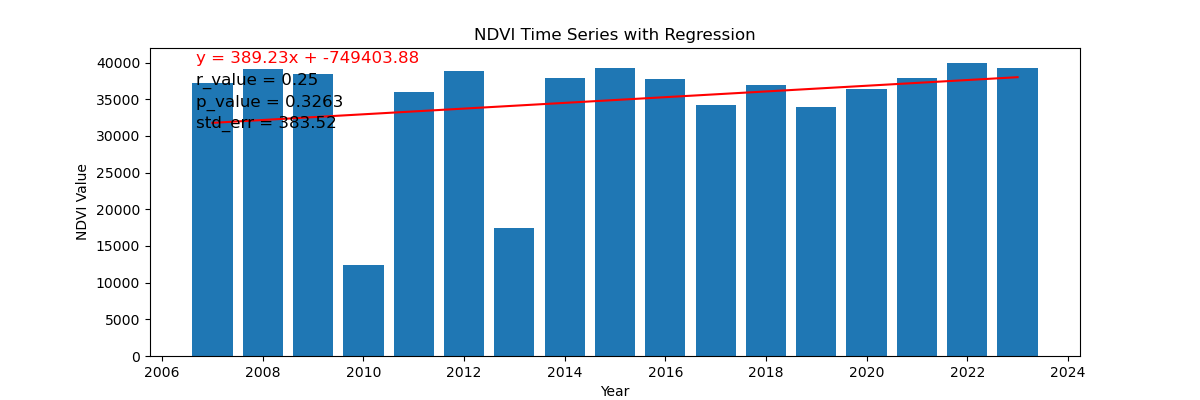 NDVI Time Series with Regression
y = 389.23x + -749403.88
r_value = 0.25
p_value = 0.3263
std_err = 383.52
40000
35000
30000
25000
20000
15000
10000
5000
0
NDVI Value
2006 2008 2010 2012 2014 2016 2018 2020 2022 2024
Year